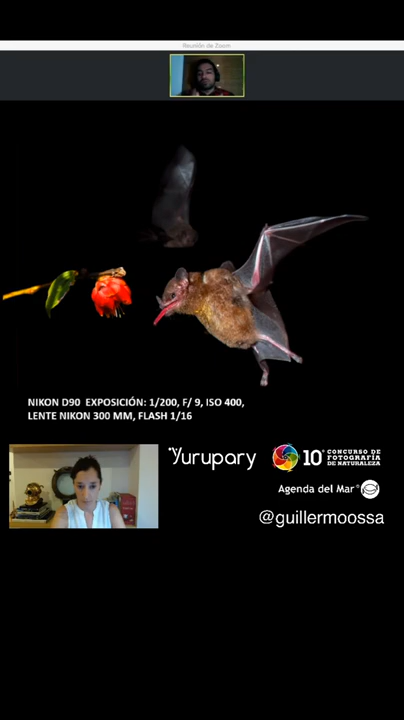 Reunión de Zoom
NIKON D90 EXPOSICIÓN: 1/200, F/ 9, ISO 400,
LENTE NIKON 300 MM, FLASH 1/16
Yurupary
10° CONCURSO DE
FOTOGRAFÍA
DE NATURALEZA
Agenda del Mar
@guillermoossa